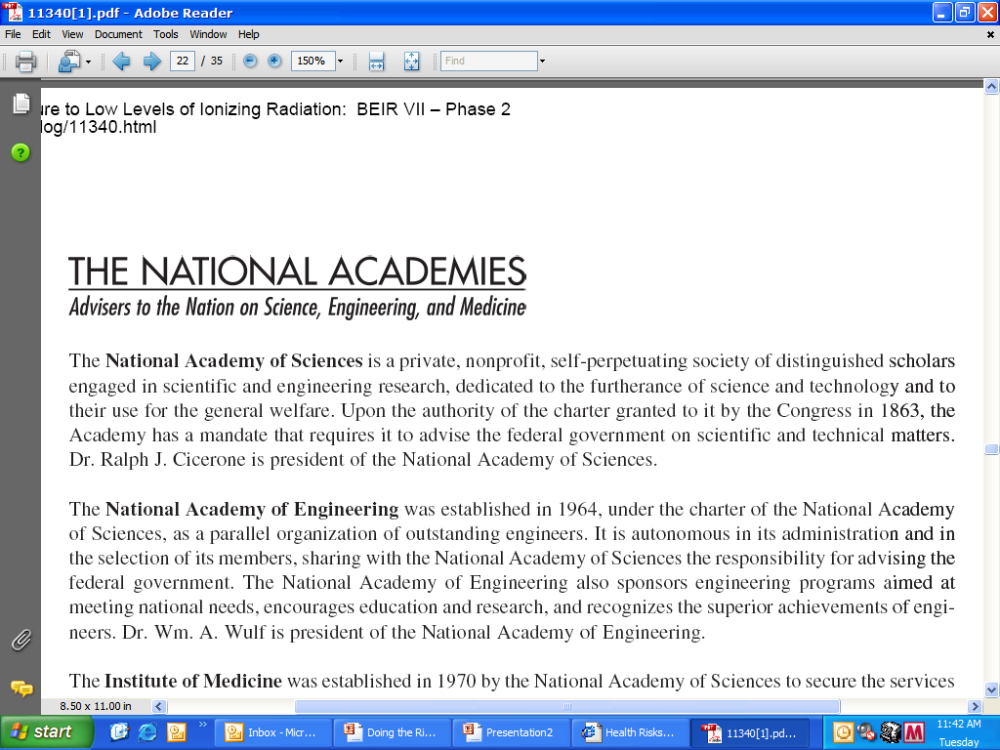 11340[1].pdf - Adobe Reader
File Edit View Document Tools Window Help
22 / 35 150% Find
ure to Low Levels of Ionizing Radiation: BEIR VII – Phase 2
log/11340.html
THE NATIONAL ACADEMIES
Advisers to the Nation on Science, Engineering, and Medicine
The National Academy of Sciences is a private, nonprofit, self-perpetuating society of distinguished scholars
engaged in scientific and engineering research, dedicated to the furtherance of science and technology and to
their use for the general welfare. Upon the authority of the charter granted to it by the Congress in 1863, the
Academy has a mandate that requires it to advise the federal government on scientific and technical matters.
Dr. Ralph J. Cicerone is president of the National Academy of Sciences.
The National Academy of Engineering was established in 1964, under the charter of the National Academy
of Sciences, as a parallel organization of outstanding engineers. It is autonomous in its administration and in
the selection of its members, sharing with the National Academy of Sciences the responsibility for advising the
federal government. The National Academy of Engineering also sponsors engineering programs aimed at
meeting national needs, encourages education and research, and recognizes the superior achievements of engi-
neers. Dr. Wm. A. Wulf is president of the National Academy of Engineering.
The Institute of Medicine was established in 1970 by the National Academy of Sciences to secure the services
8.50 x 11.00 in
start Inbox - Micr... Doing the Ri... Presentation2 Health Risks... 11340[1].pd... 11:42 AM
Tuesday